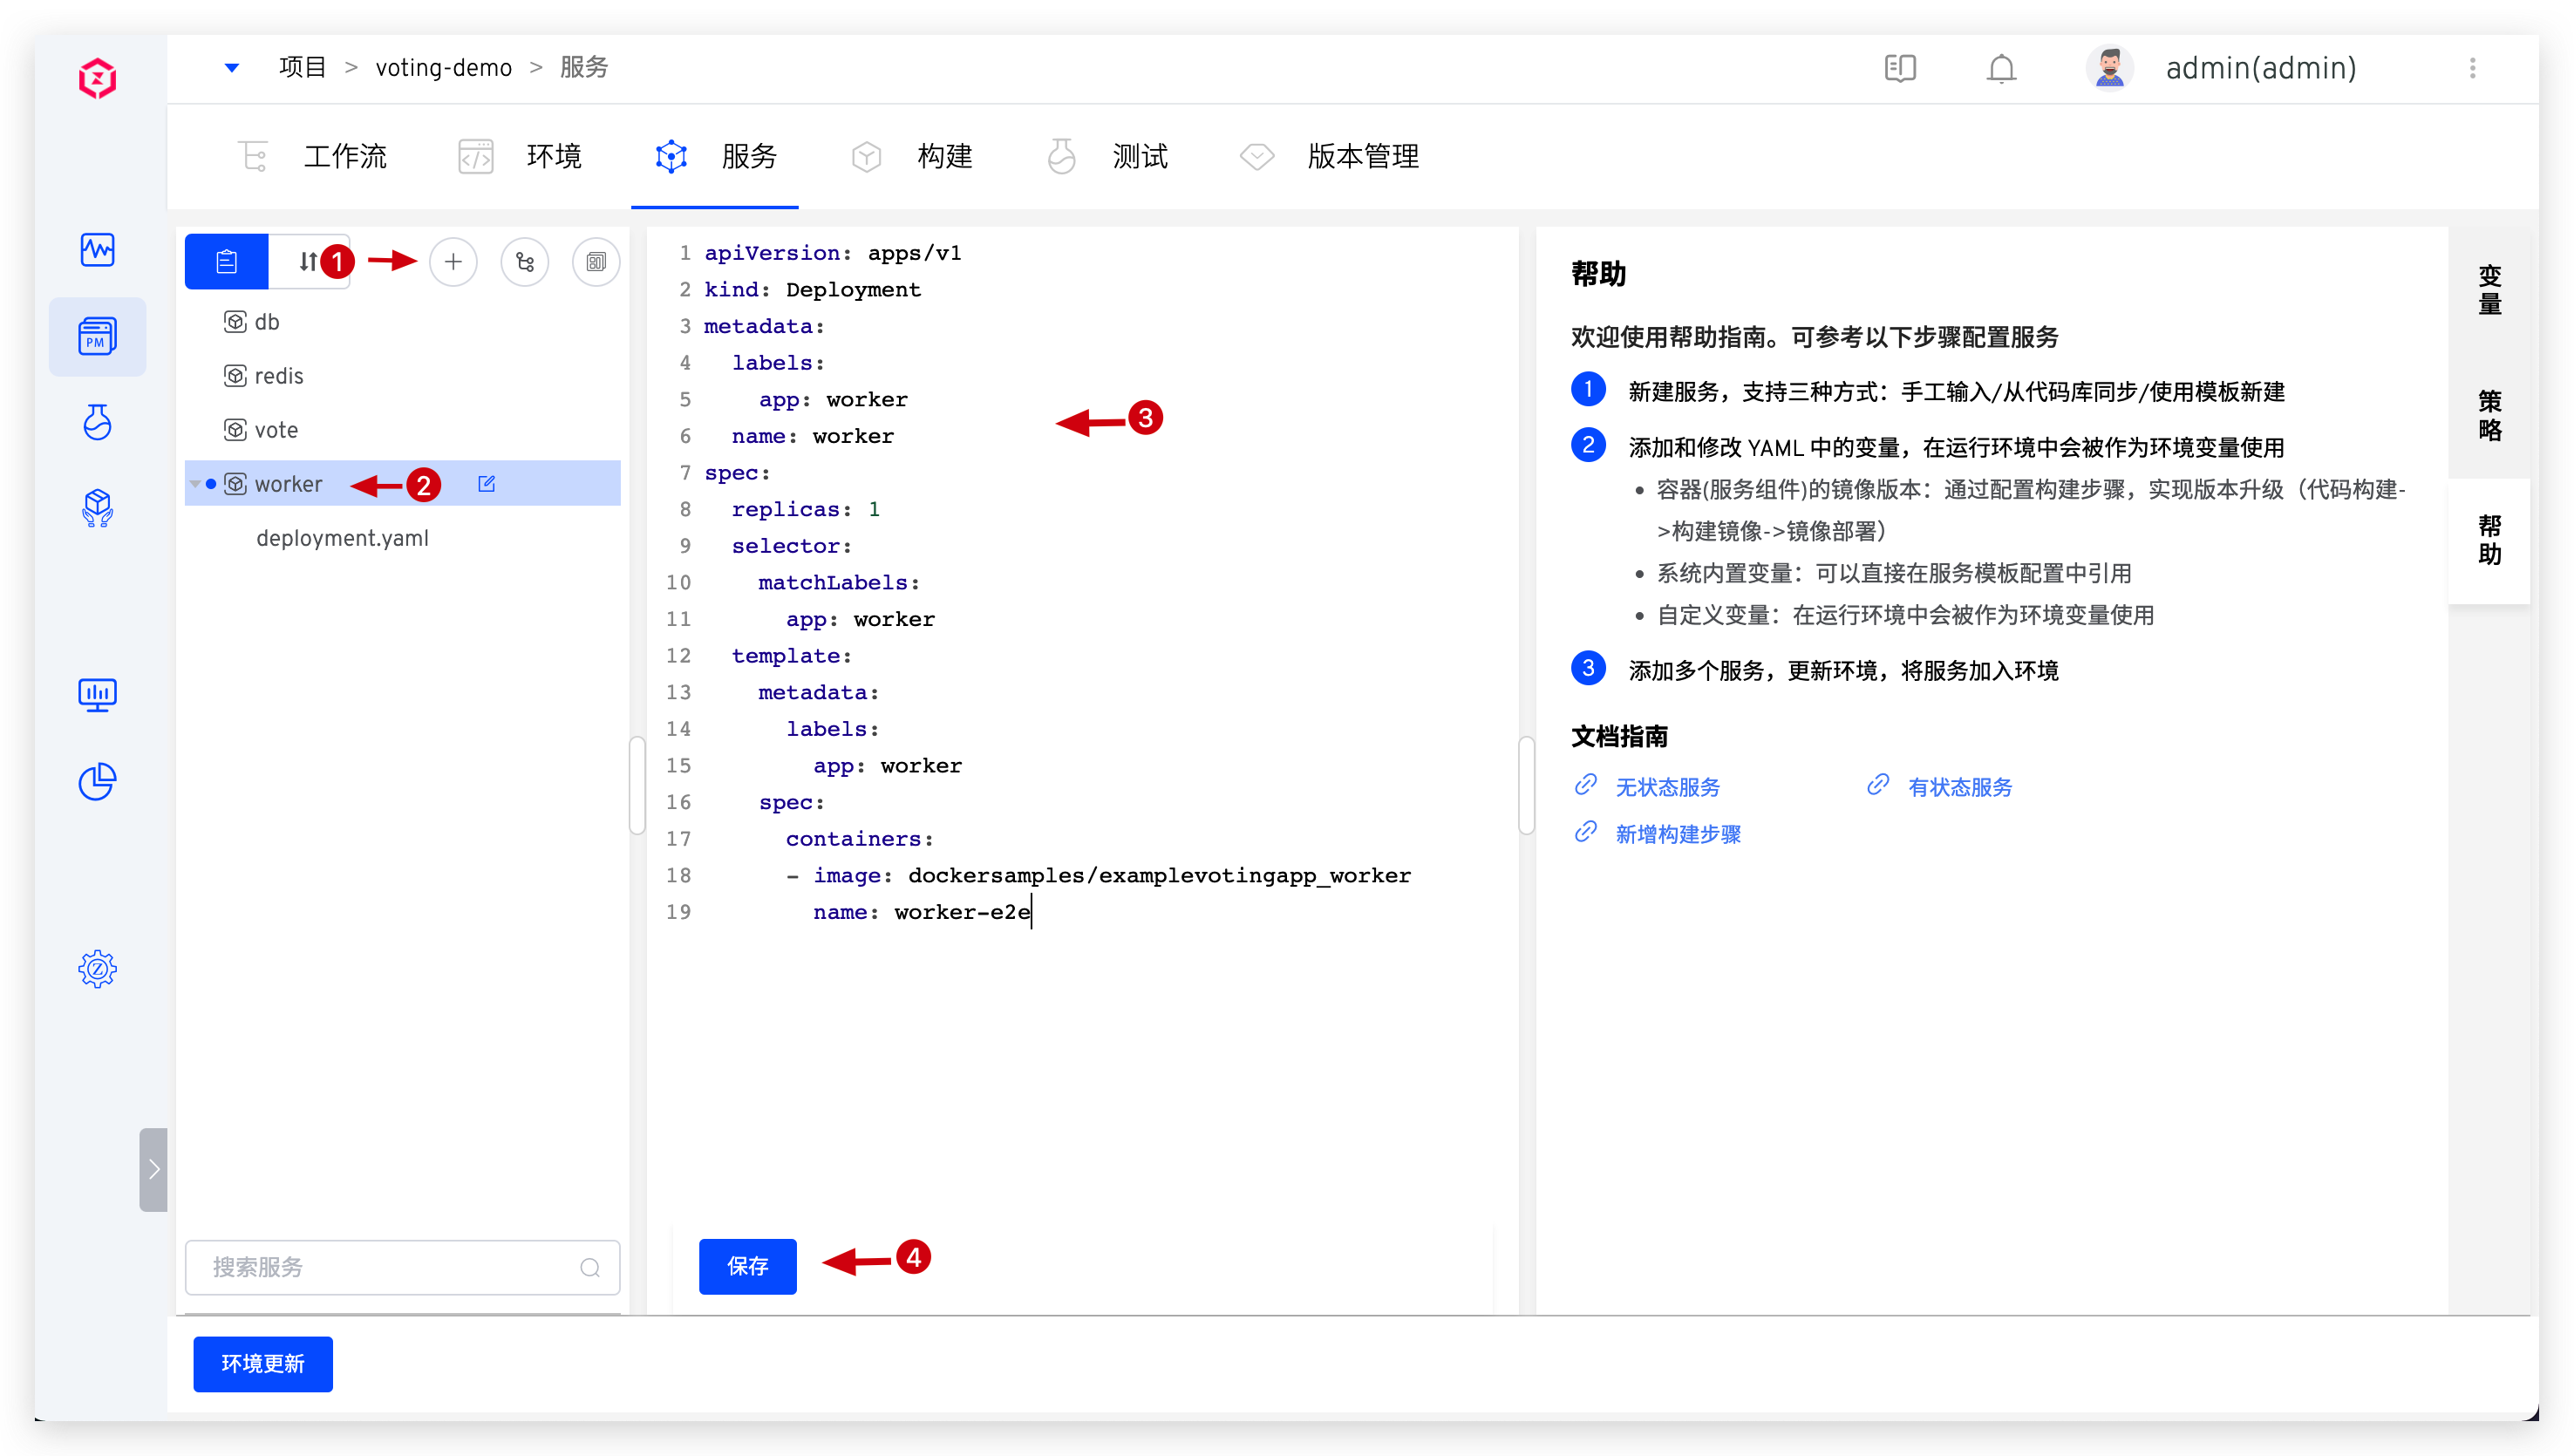 项目 > voting-demo > 服务
admin(admin)
工作流 环境 服务 构建 测试 版本管理
PM
Z
1
db
redis
vote
worker 2
deployment.yaml
搜索服务
1 apiVersion: apps/v1
2 kind: Deployment
3 metadata:
4 labels:
5 app: worker
6 name: worker
7 spec:
8 replicas: 1
9 selector:
10 matchLabels:
11 app: worker
12 template:
13 metadata:
14 labels:
15 app: worker
16 spec:
17 containers:
18 - image: dockersamples/examplevotingapp_worker
19 name: worker-e2e
3
保存 4
帮助
欢迎使用帮助指南。可参考以下步骤配置服务
1 新建服务，支持三种方式：手工输入/从代码库同步/使用模板新建
2 添加和修改 YAML 中的变量，在运行环境中会被作为环境变量使用
• 容器(服务组件)的镜像版本：通过配置构建步骤，实现版本升级（代码构建-
>构建镜像->镜像部署）
• 系统内置变量：可以直接在服务模板配置中引用
• 自定义变量：在运行环境中会被作为环境变量使用
3 添加多个服务，更新环境，将服务加入环境
文档指南
无状态服务 有状态服务
新增构建步骤
变量
策略
帮助
环境更新